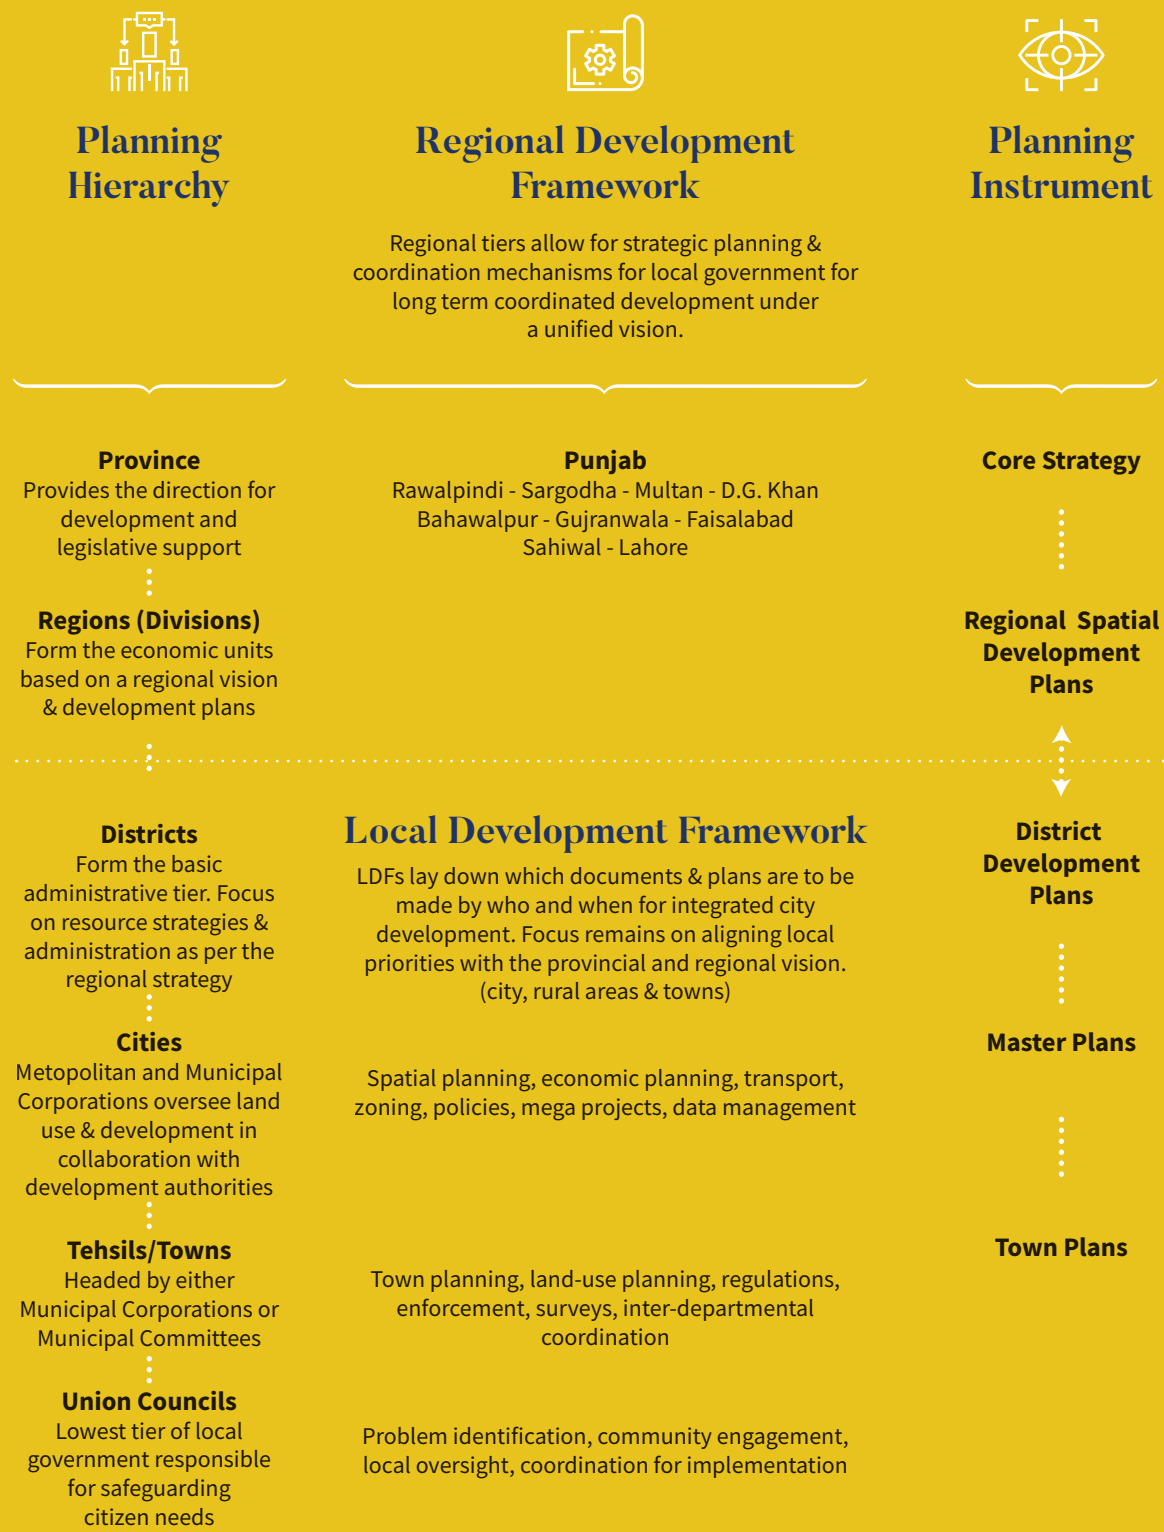 Planning
Hierarchy
Regional Development
Framework
Planning
Instrument
Regional tiers allow for strategic planning &
coordination mechanisms for local government for
long term coordinated development under
a unified vision.
Province
Provides the direction for
development and
legislative support
Punjab
Rawalpindi - Sargodha - Multan - D.G. Khan
Bahawalpur - Gujranwala - Faisalabad
Sahiwal - Lahore
Core Strategy
Regions (Divisions)
Form the economic units
based on a regional vision
& development plans
Regional Spatial
Development
Plans
Districts
Form the basic
administrative tier. Focus
on resource strategies &
administration as per the
regional strategy
Local Development Framework
LDFs lay down which documents & plans are to be
made by who and when for integrated city
development. Focus remains on aligning local
priorities with the provincial and regional vision.
(city, rural areas & towns)
District
Development
Plans
Cities
Metopolitan and Municipal
Corporations oversee land
use & development in
collaboration with
development authorities
Spatial planning, economic planning, transport,
zoning, policies, mega projects, data management
Master Plans
Tehsils/Towns
Headed by either
Municipal Corporations or
Municipal Committees
Town planning, land-use planning, regulations,
enforcement, surveys, inter-departmental
coordination
Town Plans
Union Councils
Lowest tier of local
government responsible
for safeguarding
citizen needs
Problem identification, community engagement,
local oversight, coordination for implementation